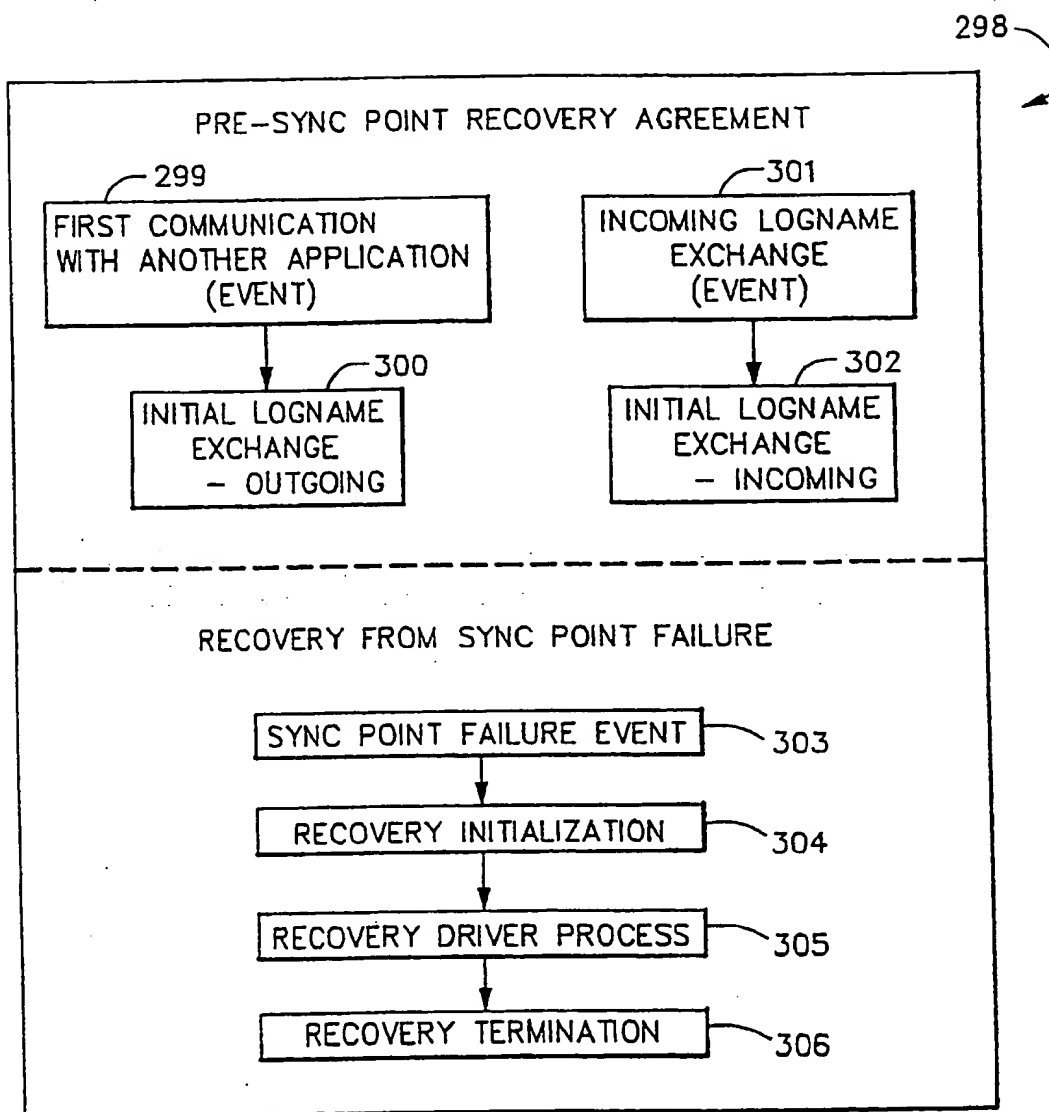 298
PRE-SYNC POINT RECOVERY AGREEMENT
299
FIRST COMMUNICATION
WITH ANOTHER APPLICATION
(EVENT)
301
INCOMING LOGNAME
EXCHANGE
(EVENT)
300
INITIAL LOGNAME
EXCHANGE
- OUTGOING
302
INITIAL LOGNAME
EXCHANGE
- INCOMING
RECOVERY FROM SYNC POINT FAILURE
SYNC POINT FAILURE EVENT
303
RECOVERY INITIALIZATION
304
RECOVERY DRIVER PROCESS
305
RECOVERY TERMINATION
306